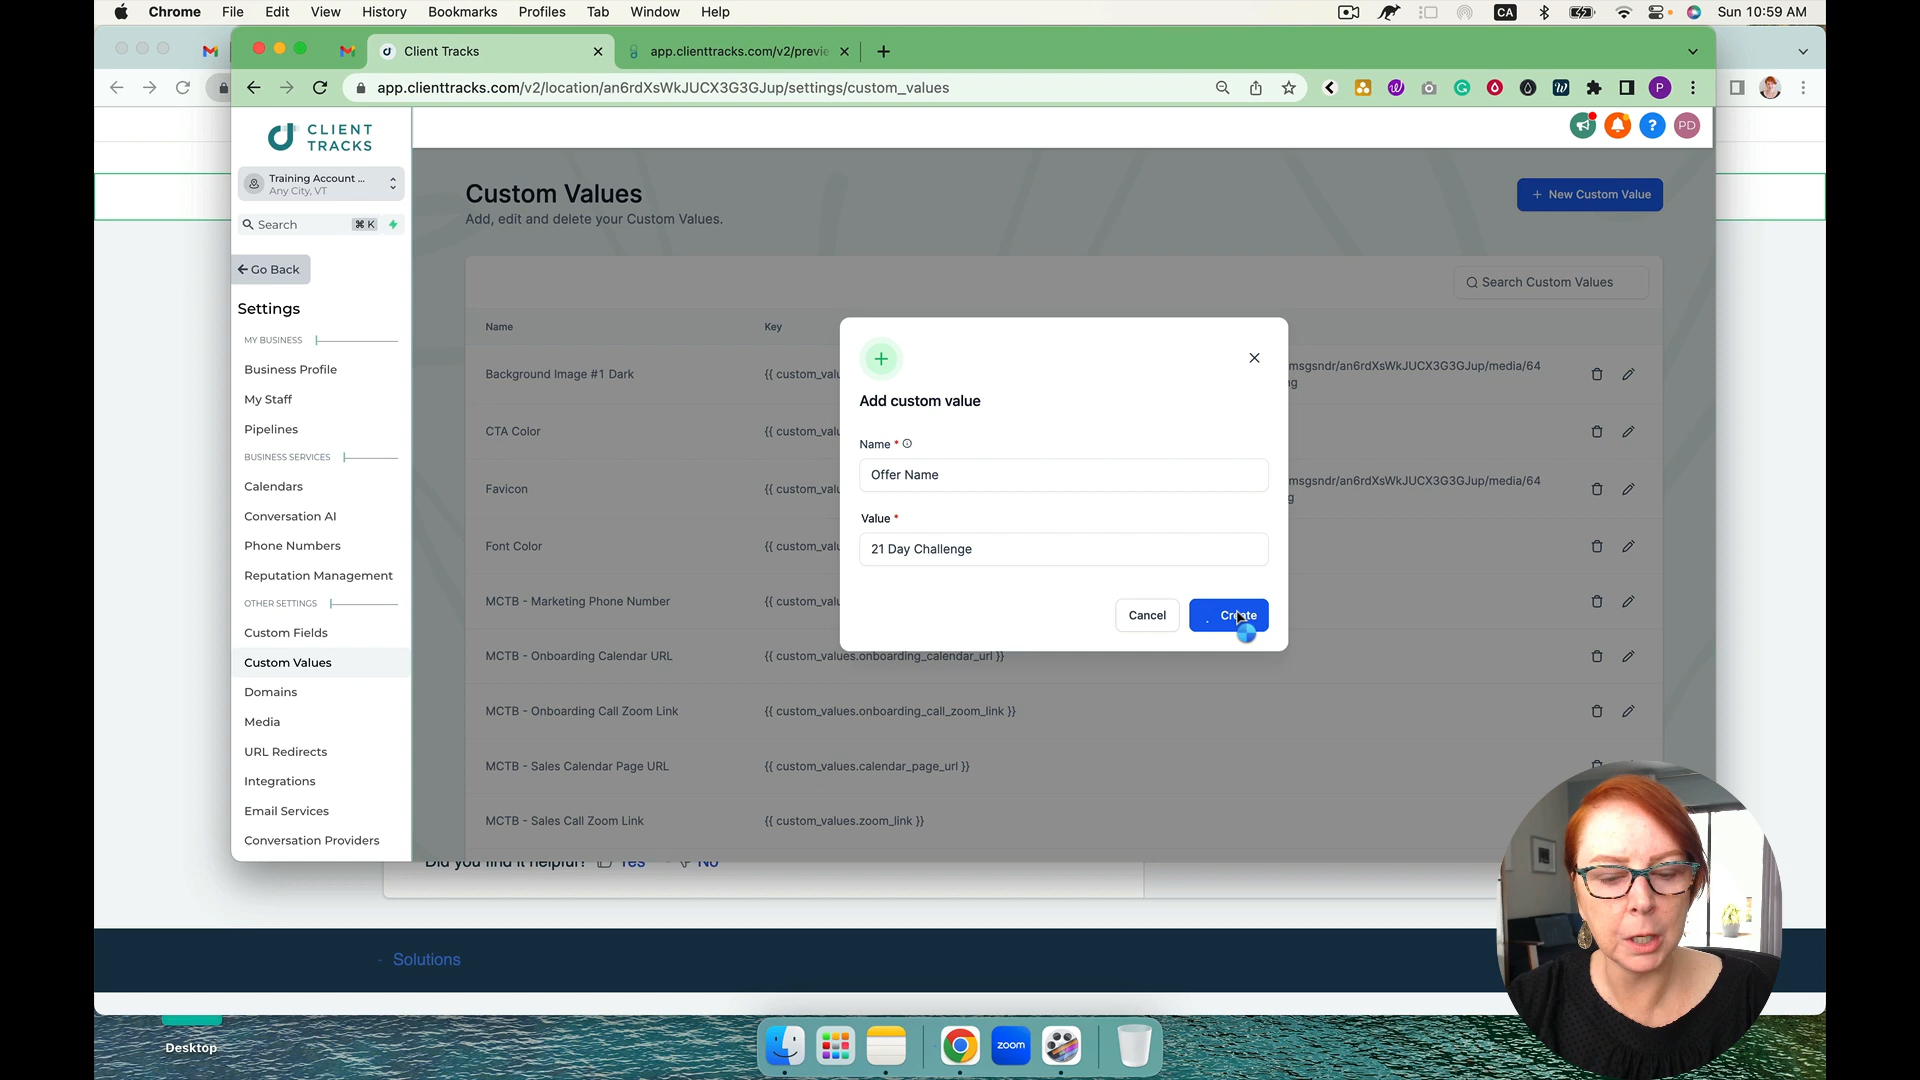 Chrome File Edit View History Bookmarks Profiles Tab Window Help CA Sun 10:59 AM
Client Tracks app.clienttracks.com/v2/previe
app.clienttracks.com/v2/location/an6rdXsWkJUCX3G3GJup/settings/custom_values P
CLIENT
TRACKS
PD
Training Account ...
Any City, VT
Search ⌘ K
Go Back
Settings
MY BUSINESS
Business Profile
My Staff
Pipelines
BUSINESS SERVICES
Calendars
Conversation AI
Phone Numbers
Reputation Management
OTHER SETTINGS
Custom Fields
Custom Values
Domains
Media
URL Redirects
Integrations
Email Services
Conversation Providers
Custom Values
Add, edit and delete your Custom Values.
+ New Custom Value
Search Custom Values
Name Key
Background Image #1 Dark {{ custom_valu msgsndr/an6rdXsWkJUCX3G3GJup/media/64
ng
CTA Color {{ custom_valu
Favicon {{ custom_valu msgsndr/an6rdXsWkJUCX3G3GJup/media/64
Font Color {{ custom_valu
MCTB - Marketing Phone Number {{ custom_valu
MCTB - Onboarding Calendar URL {{ custom_values.onboarding_calendar_url }}
MCTB - Onboarding Call Zoom Link {{ custom_values.onboarding_call_zoom_link }}
MCTB - Sales Calendar Page URL {{ custom_values.calendar_page_url }}
MCTB - Sales Call Zoom Link {{ custom_values.zoom_link }}
Add custom value
Name *
Offer Name
Value *
21 Day Challenge
Cancel Create
Did you find it helpful? Yes No
- Solutions
Desktop
zoom